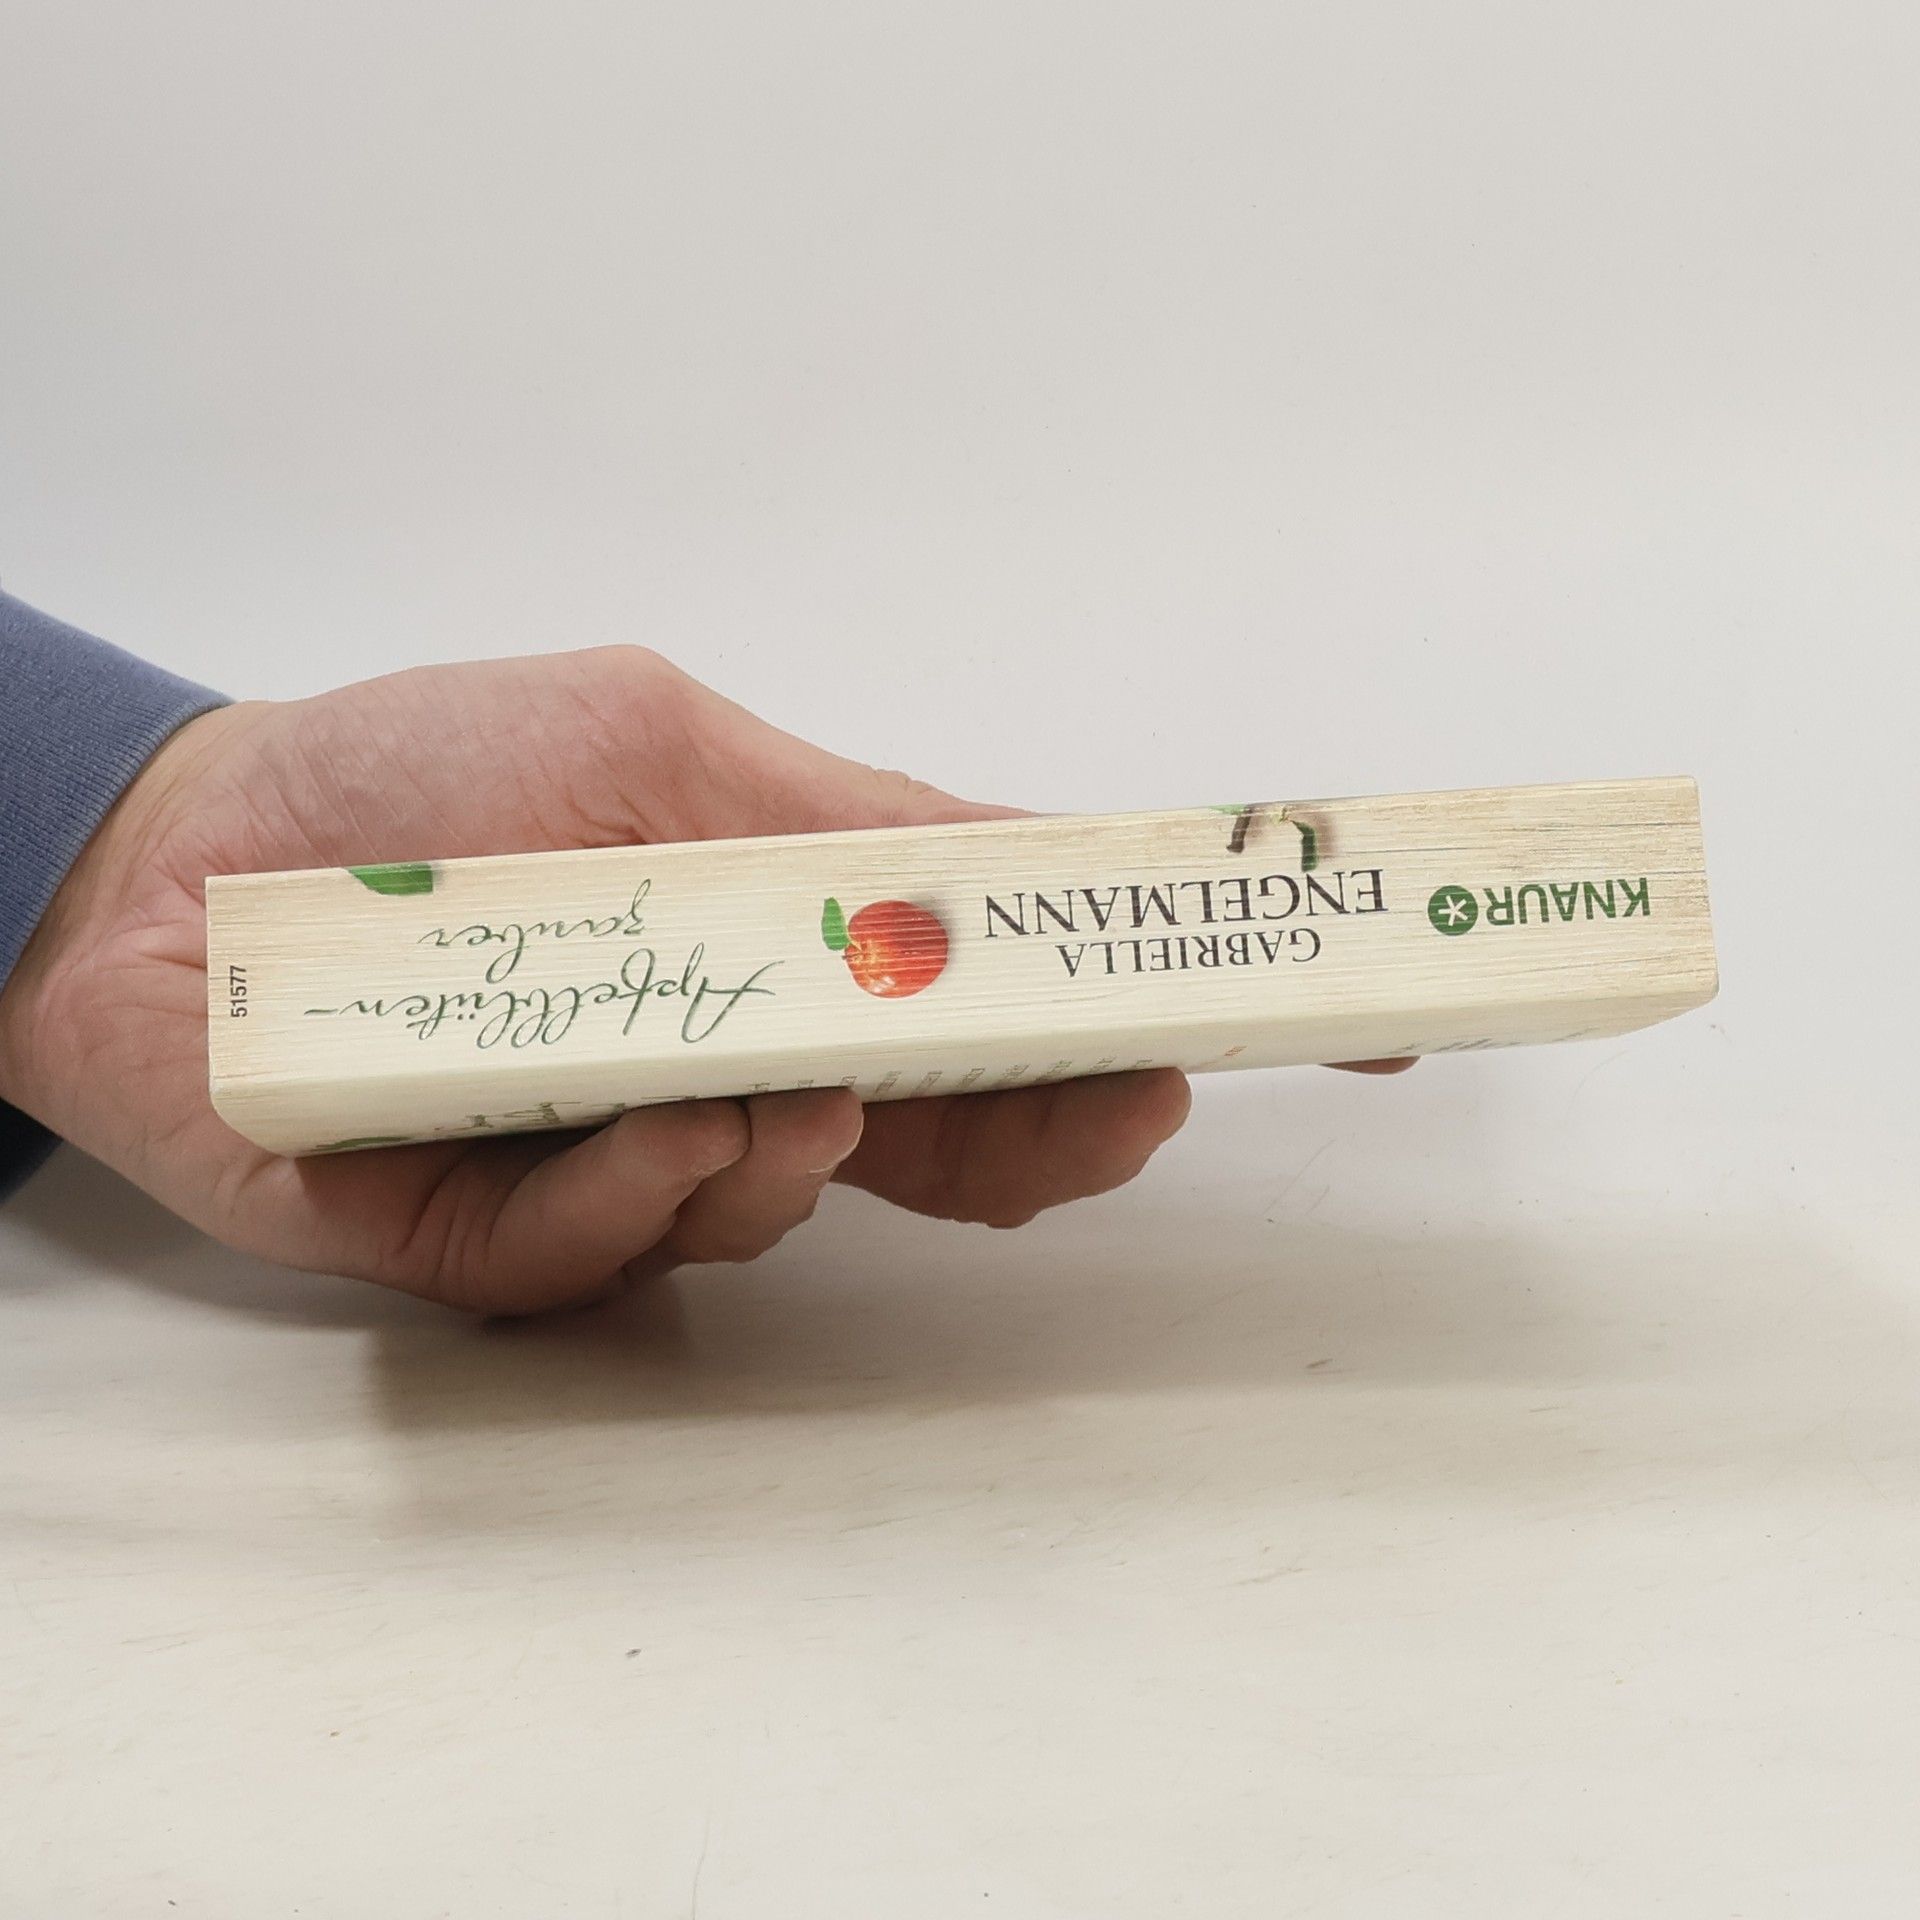 KNAUR
GABRIELLA
ENGELMANN
Apfelblüten-
zauber
51577